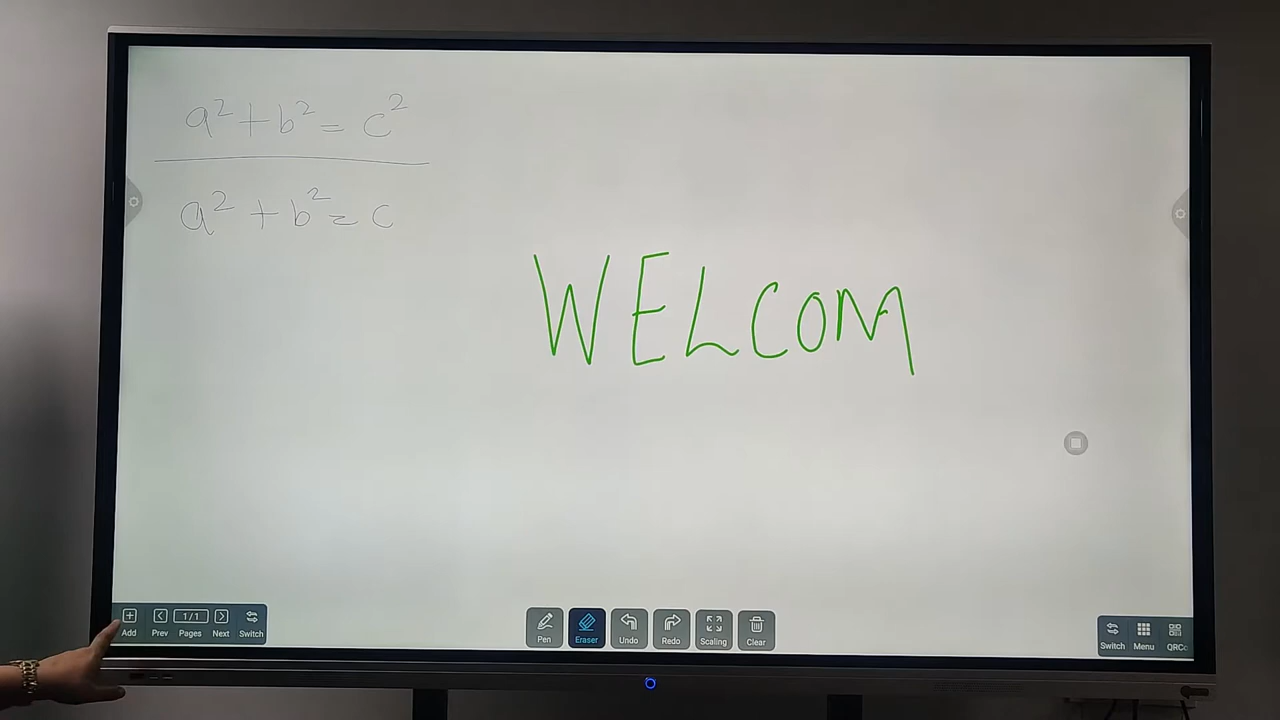 a² + b² = c²
a² + b² = c
WELCOM
1/1
Add Prev Pages Next Switch
Pen Eraser Undo Redo Scaling Clear
Switch Menu QRCo